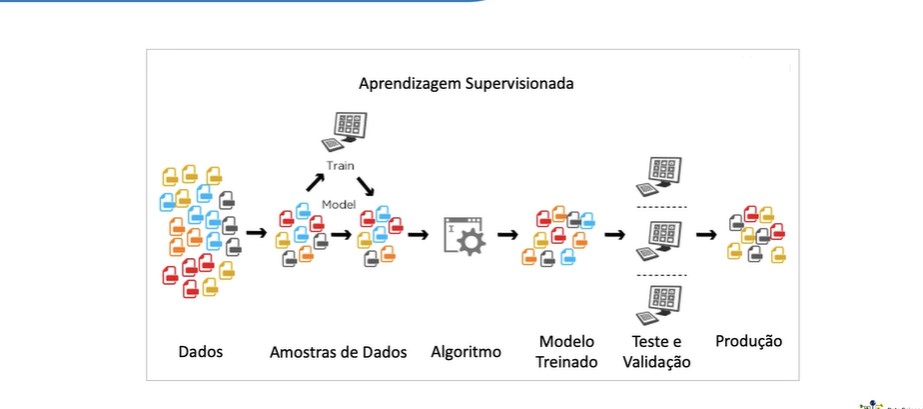 Aprendizagem Supervisionada
Train
Model
Dados
Amostras de Dados
Algoritmo
Modelo
Treinado
Teste e
Validação
Produção